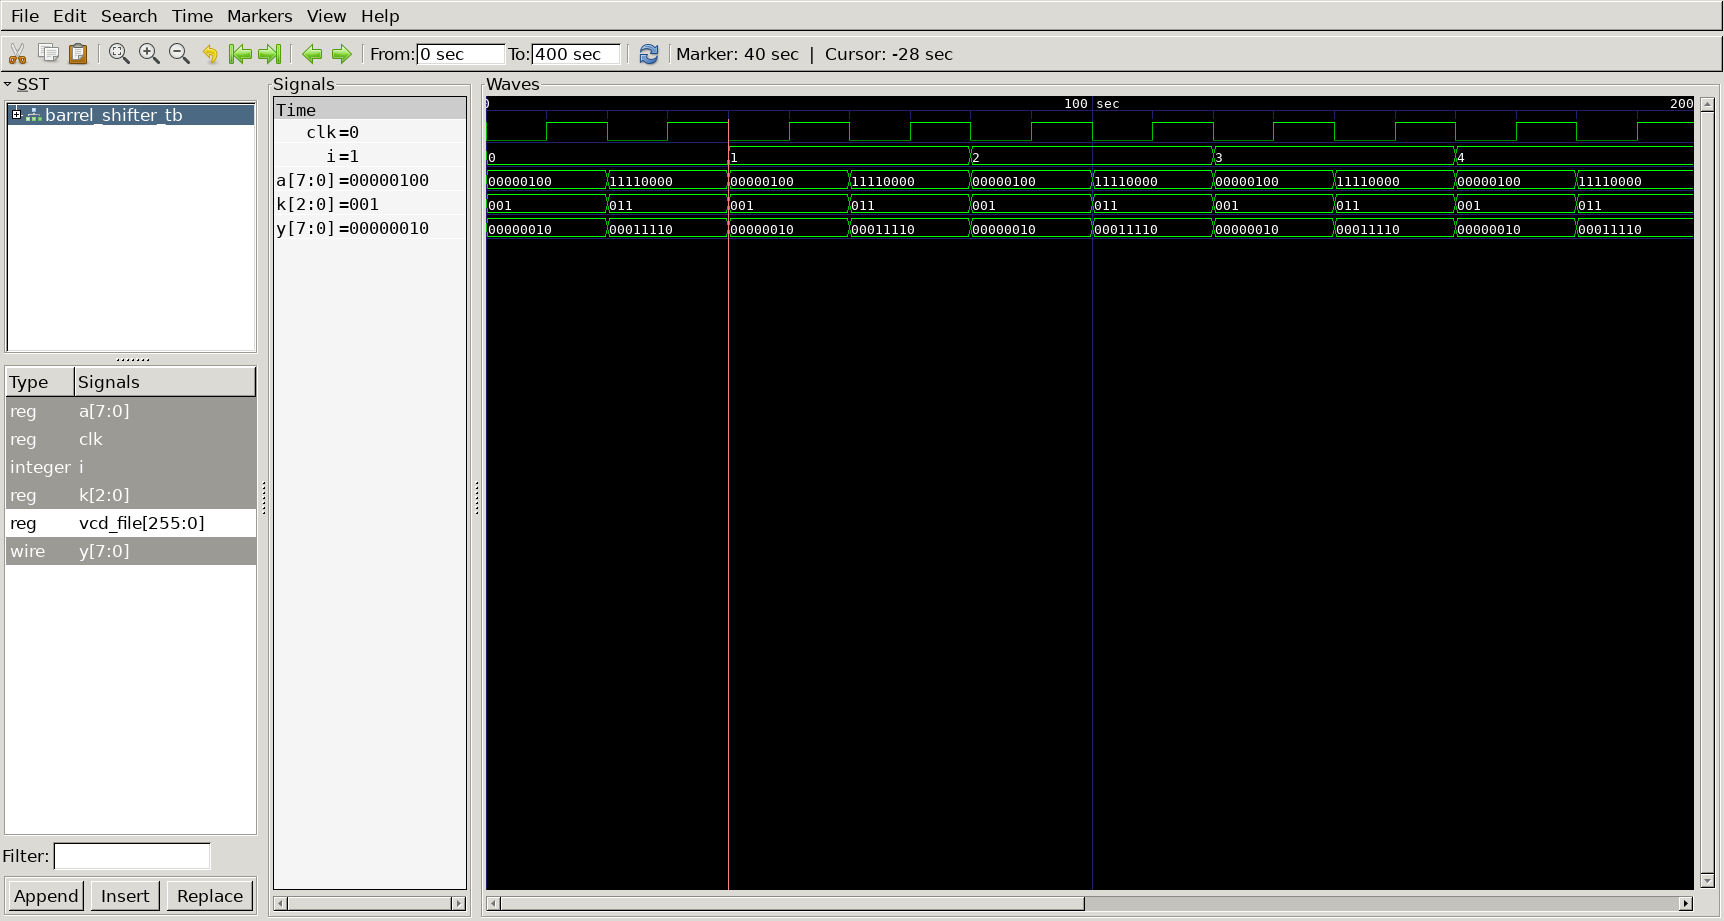 File Edit Search Time Markers View Help
From: 0 sec To: 400 sec Marker: 40 sec | Cursor: -28 sec
SST
barrel_shifter_tb
Type Signals
reg a[7:0]
reg clk
integer i
reg k[2:0]
reg vcd_file[255:0]
wire y[7:0]
Filter:
Append Insert Replace
Signals
Time
clk=0
i=1
a[7:0]=00000100
k[2:0]=001
y[7:0]=00000010
Waves
0 100 sec 200
0 1 2 3 4
00000100 11110000 00000100 11110000 00000100 11110000 00000100 11110000 00000100 11110000
001 011 001 011 001 011 001 011 001 011
00000010 00011110 00000010 00011110 00000010 00011110 00000010 00011110 00000010 00011110